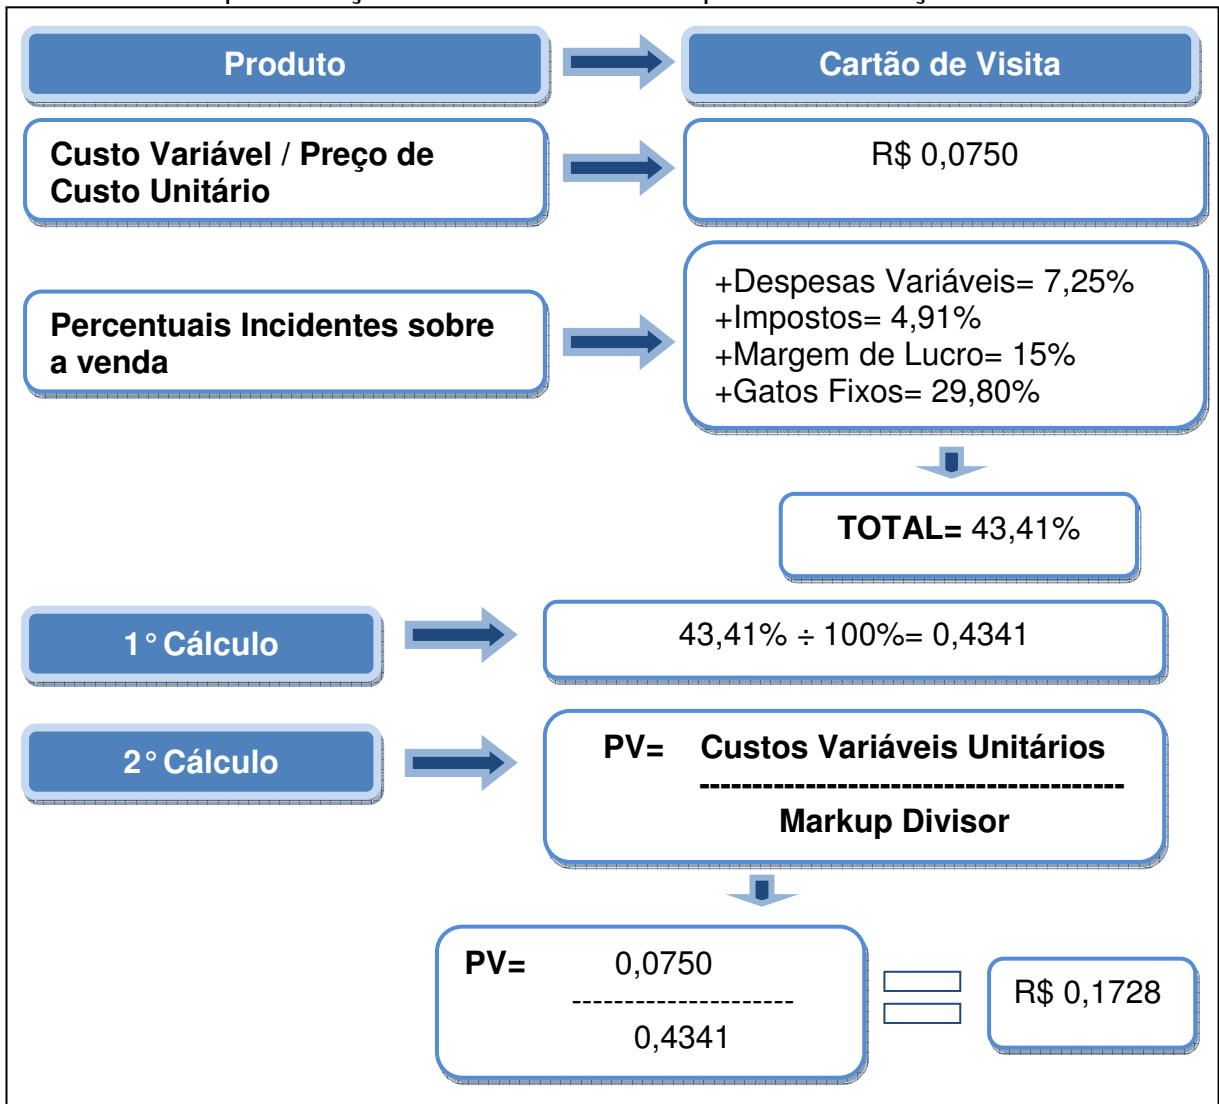 Produto
Cartão de Visita
Custo Variável / Preço de
Custo Unitário
R$ 0,0750
Percentuais Incidentes sobre
a venda
+Despesas Variáveis= 7,25%
+Impostos= 4,91%
+Margem de Lucro= 15%
+Gatos Fixos= 29,80%
TOTAL= 43,41%
1° Cálculo
43,41% ÷ 100%= 0,4341
2° Cálculo
PV= Custos Variáveis Unitários
----------------------------------------
Markup Divisor
PV= 0,0750
---------------------
0,4341
R$ 0,1728